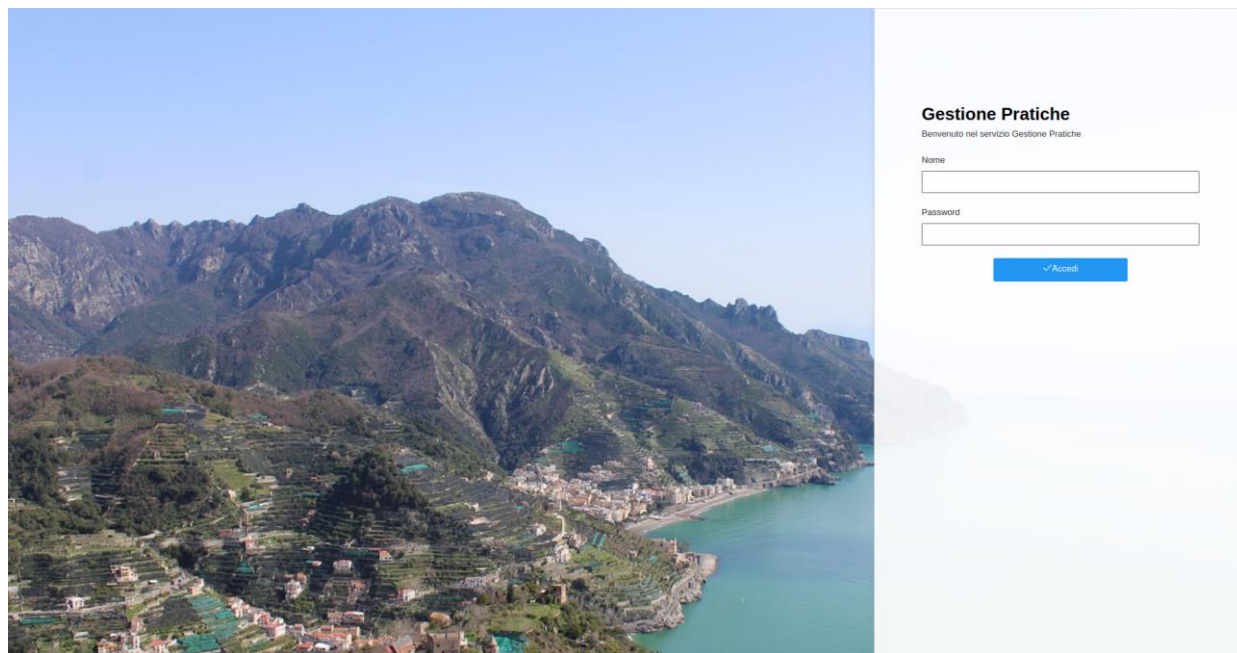 Gestione Pratiche
Benvenuto nel servizio Gestione Pratiche
Nome
Password
Accedi